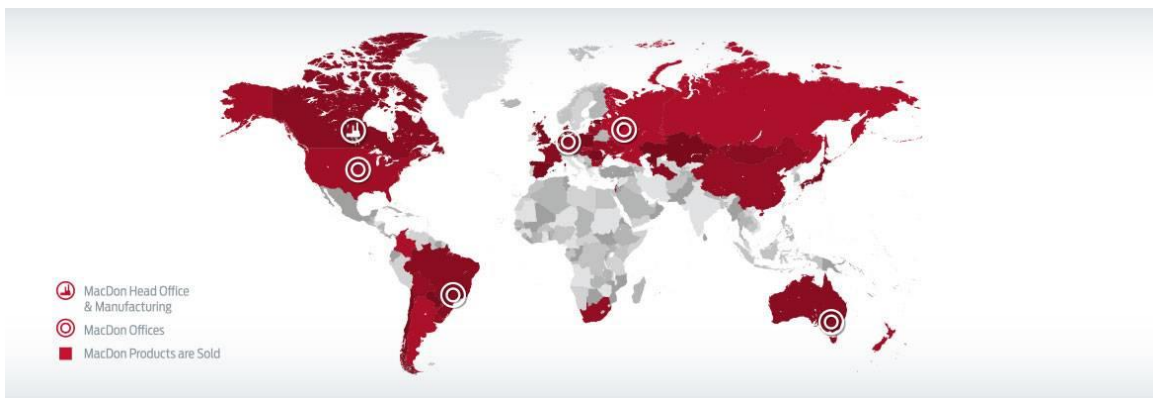 MacDon Head Office
& Manufacturing
MacDon Offices
MacDon Products are Sold